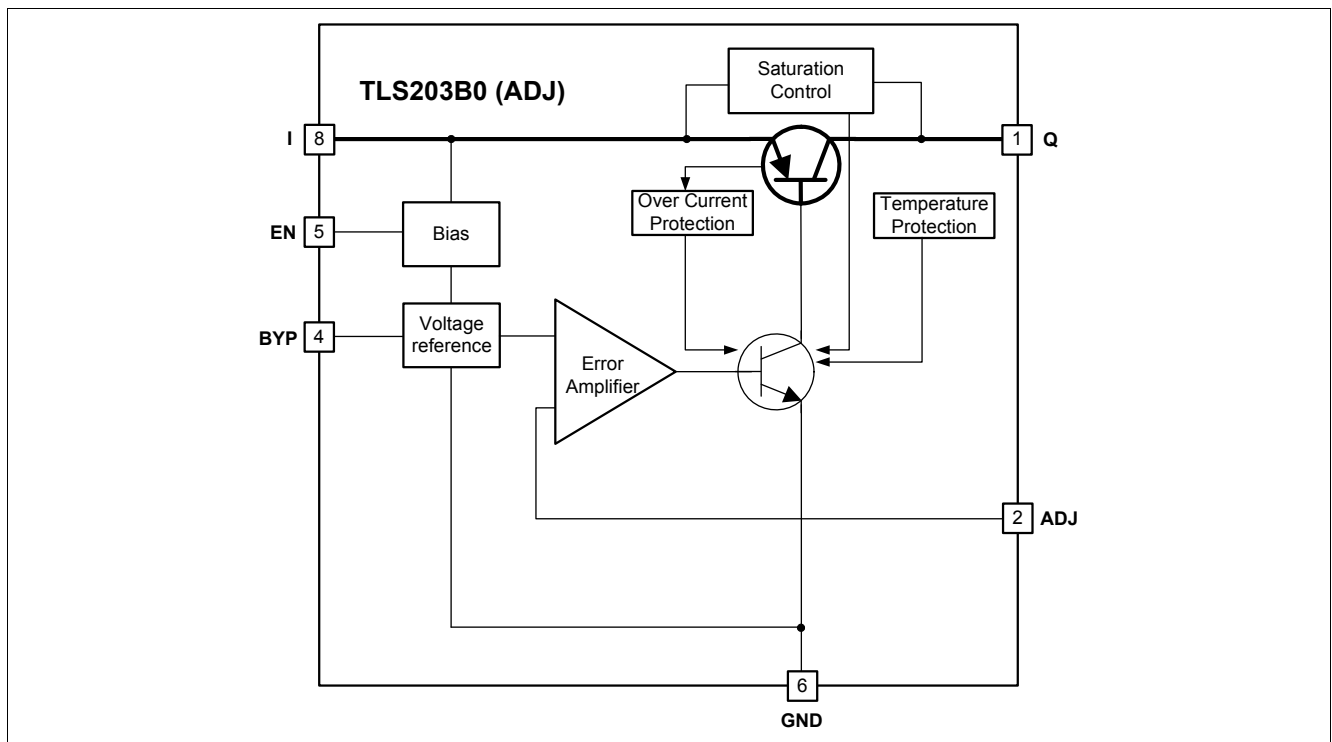 Saturation
Control
TLS203B0 (ADJ)
I
8
1
Q
Over Current
Protection
Temperature
Protection
EN
5
Bias
BYP
4
Voltage
reference
Error
Amplifier
2
ADJ
6
GND